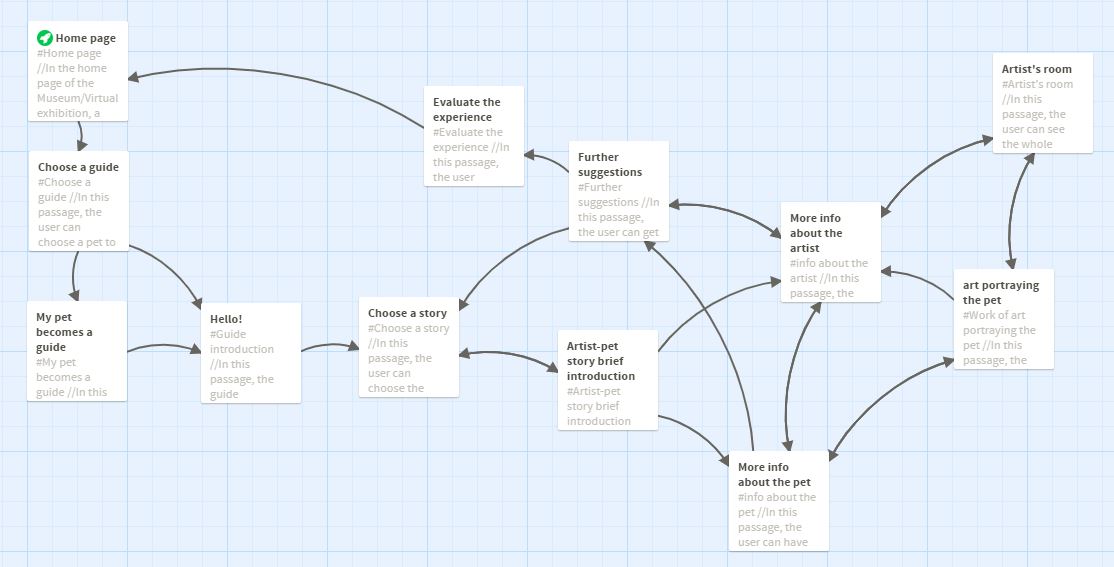 Home page
#Home page
//In the home
page of the
Museum/Virtual
exhibition, a
Choose a guide
#Choose a
guide //In this
passage, the
user can
choose a pet to
My pet
becomes a
guide
#My pet
becomes a
guide //In this
Hello!
#Guide
introduction
//In this
passage, the
guide
Choose a story
#Choose a story
//In this
passage, the
user can
choose the
Evaluate the
experience
#Evaluate the
experience //In
this passage,
the user
Further
suggestions
#Further
suggestions //In
this passage,
the user can get
Artist-pet
story brief
introduction
#Artist-pet
story brief
introduction
More info
about the
artist
#info about the
artist //In this
passage, the
More info
about the pet
#info about the
pet //In this
passage, the
user can have
Artist's room
#Artist's room
//In this
passage, the
user can see
the whole
art portraying
the pet
#Work of art
portraying the
pet //In this
passage, the